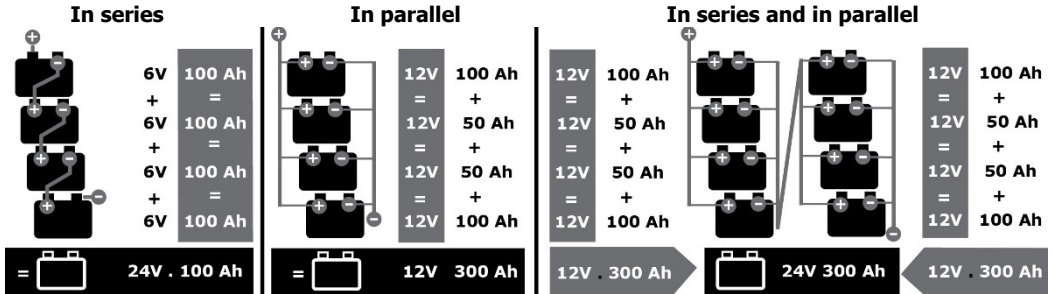 In series
6V 100 Ah
+ =
6V 100 Ah
+ =
6V 100 Ah
+ =
6V 100 Ah
= 24V . 100 Ah
In parallel
12V 100 Ah
= +
12V 50 Ah
= +
12V 50 Ah
= +
12V 100 Ah
= 12V 300 Ah
In series and in parallel
12V 100 Ah
= +
12V 50 Ah
= +
12V 50 Ah
= +
12V 100 Ah
12V . 300 Ah
24V 300 Ah
12V 100 Ah
= +
12V 50 Ah
= +
12V 50 Ah
= +
12V 100 Ah
12V . 300 Ah